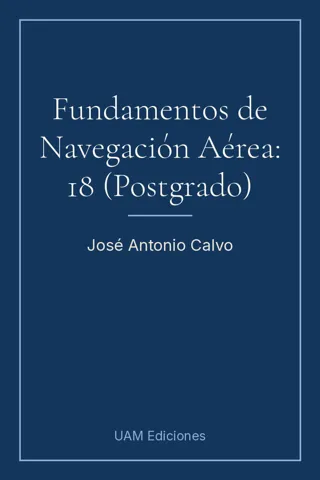 Fundamentos de
Navegación Aérea:
18 (Postgrado)
José Antonio Calvo
UAM Ediciones